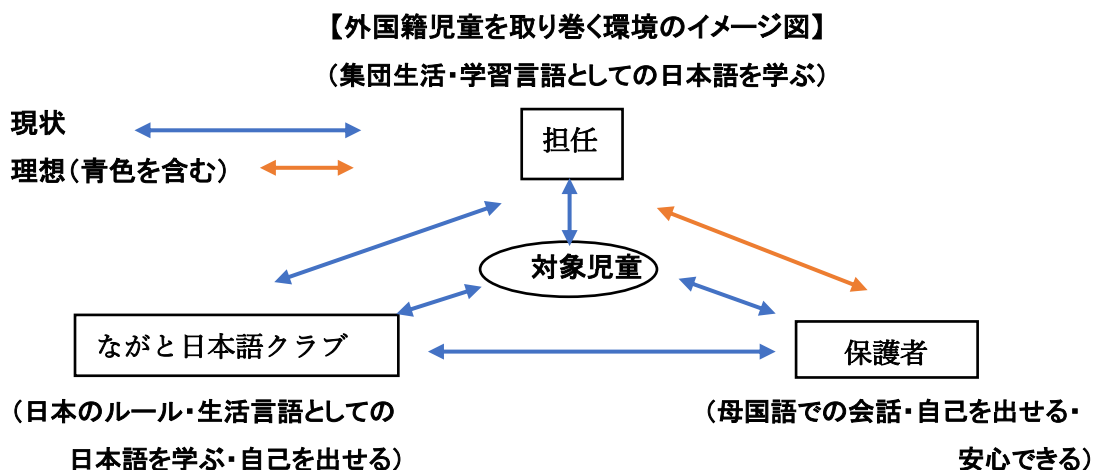 【外国籍児童を取り巻く環境のイメージ図】
（集団生活・学習言語としての日本語を学ぶ）
現状
理想（青色を含む）
担任
対象児童
ながと日本語クラブ
保護者
（日本のルール・生活言語としての
日本語を学ぶ・自己を出せる）
（母国語での会話・自己を出せる・
安心できる）